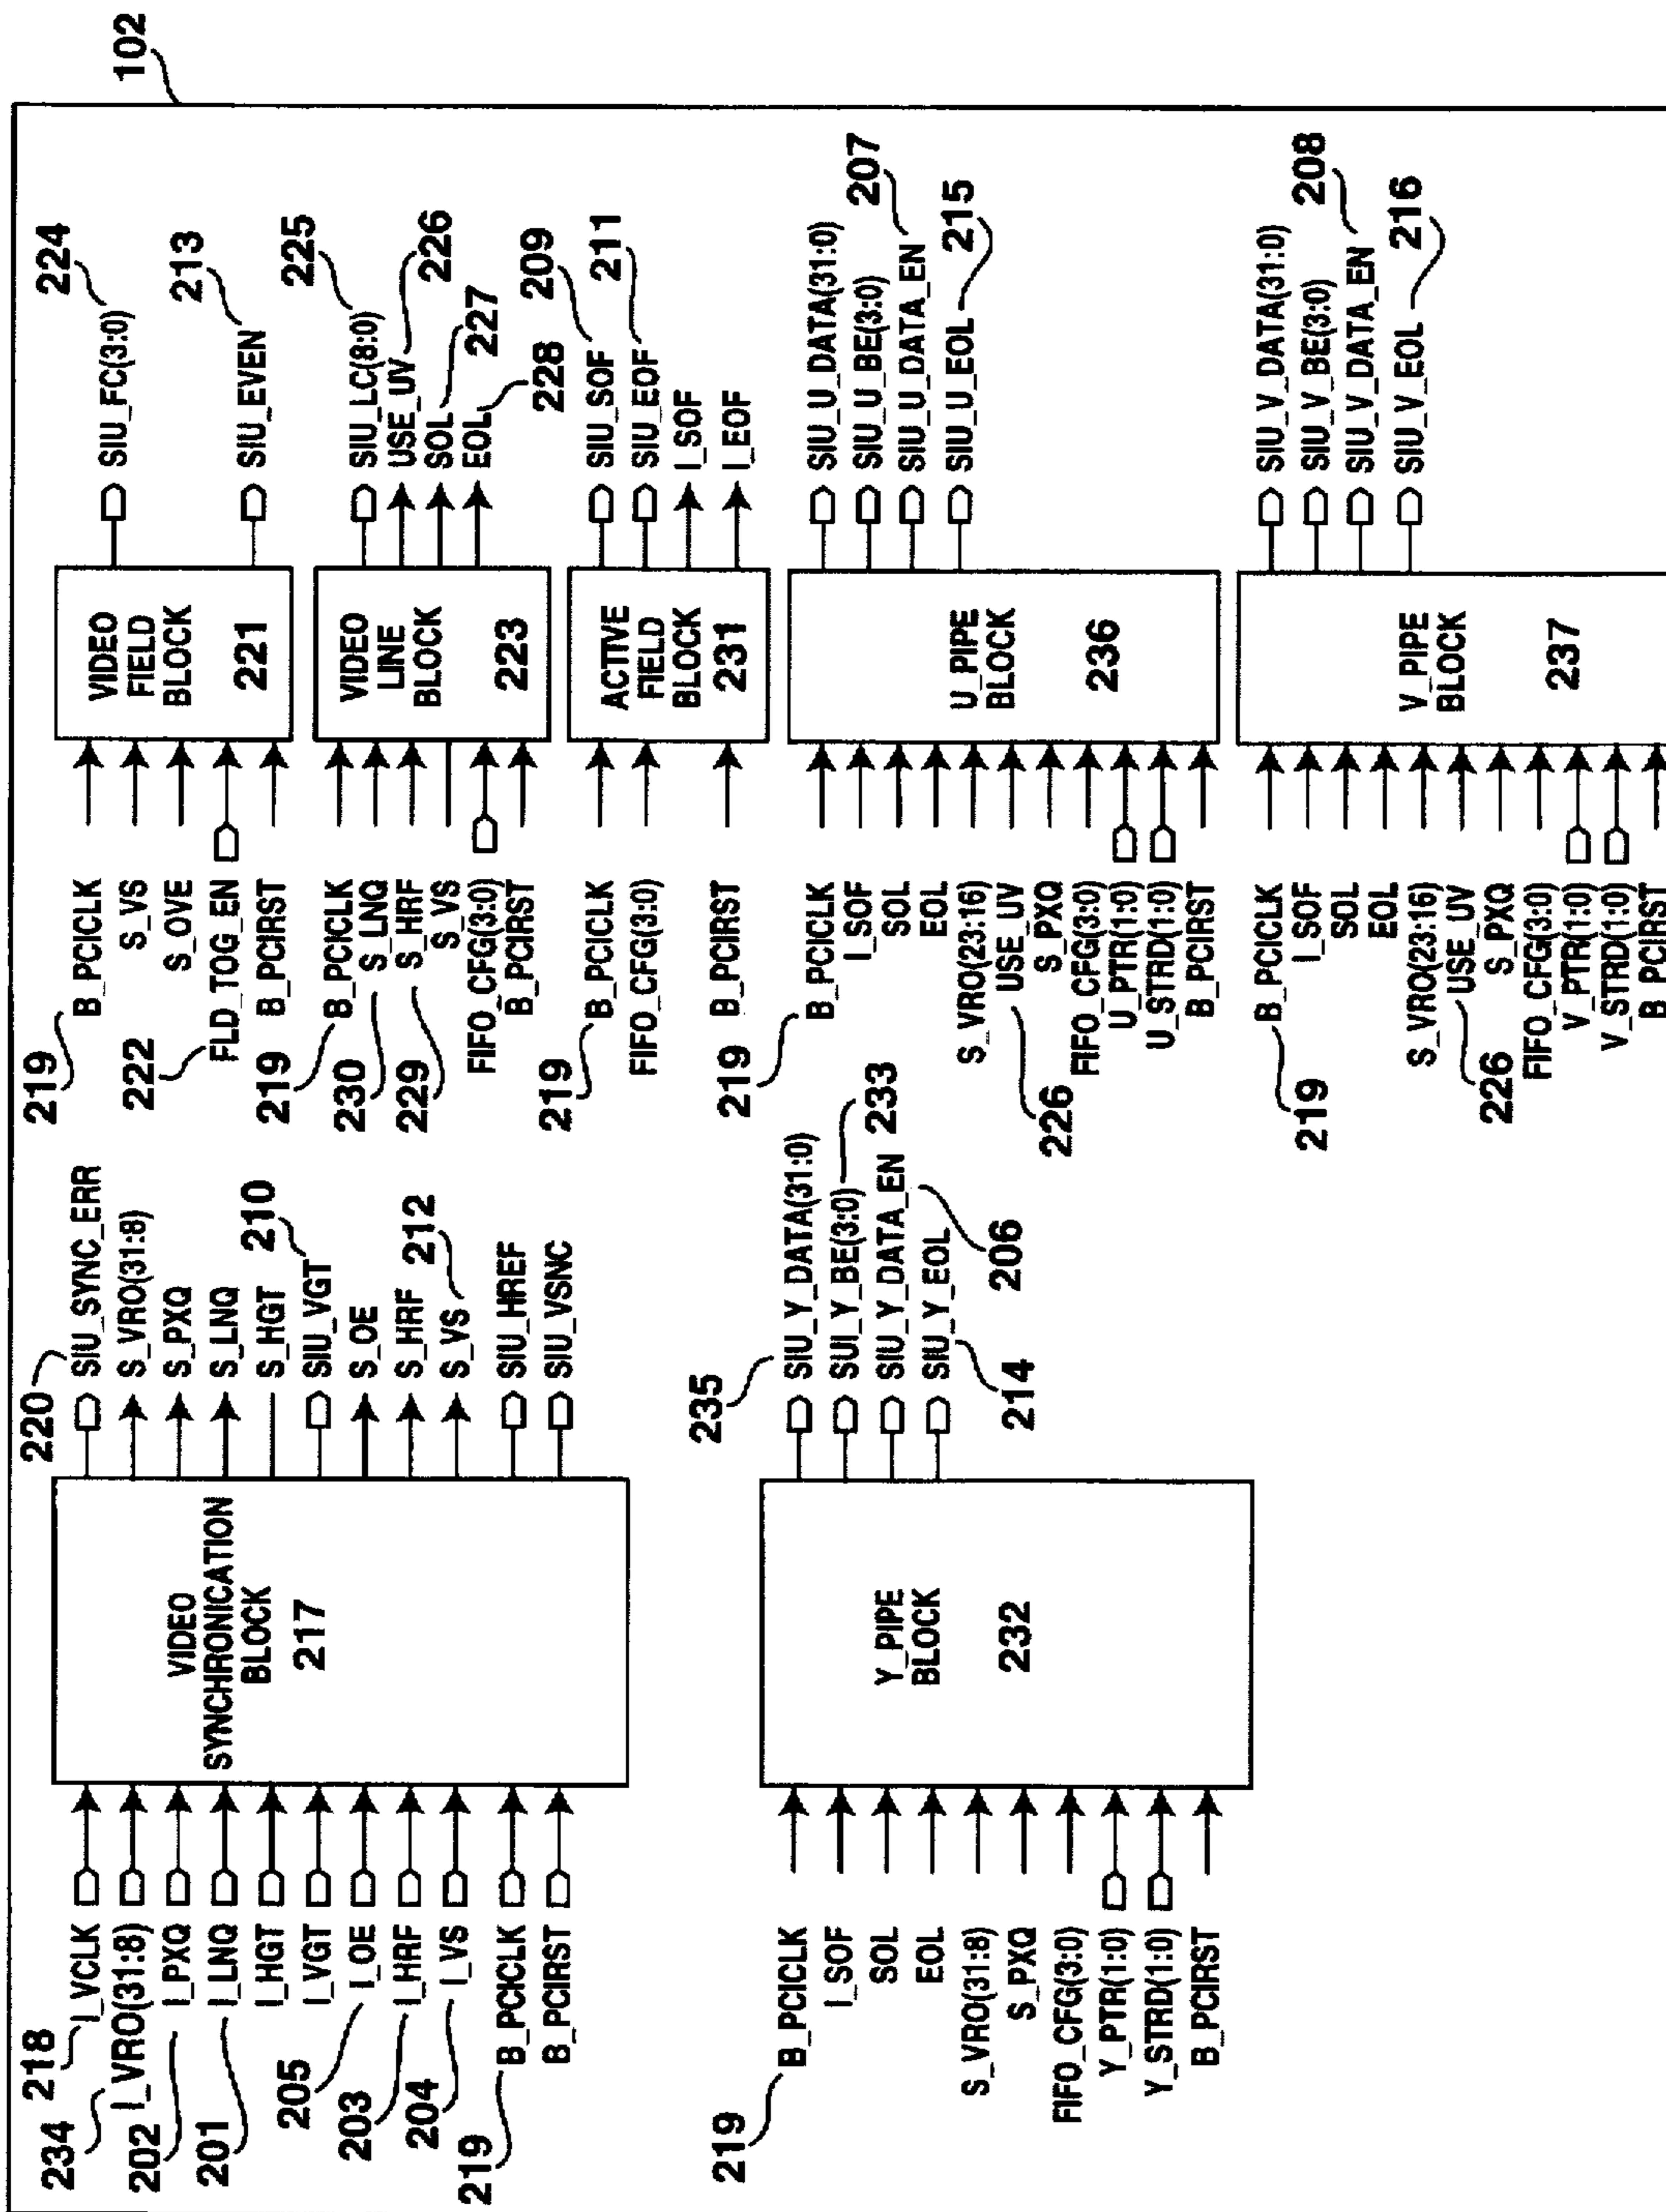 102
218
I_VCLK
234
I_VRO(31:8)
202
I_PXQ
201
I_LNQ
I_HGT
I_VGT
205
I_OE
203
I_HRF
204
I_VS
219
B_PCICLK
B_PCIRST
VIDEO
SYNCHRONICATION
BLOCK
217
220
SIU_SYNC_ERR
S_VRO(31:8)
S_PXQ
S_LNQ
S_HGT
210
SIU_VGT
S_OE
S_HRF
212
S_VS
SIU_HREF
SIU_VSNC
219
B_PCICLK
I_SOF
SOL
EOL
S_VRO(31:8)
S_PXQ
FIFO_CFG(3:0)
Y_PTR(1:0)
Y_STRD(1:0)
B_PCIRST
Y_PIPE
BLOCK
232
235
SIU_Y_DATA(31:0)
SUI_Y_BE(3:0)
233
SIU_Y_DATA_EN
206
SIU_Y_EOL
214
219
B_PCICLK
S_VS
S_OVE
222
FLD_TOG_EN
B_PCIRST
VIDEO
FIELD
BLOCK
221
SIU_FC(3:0)
224
SIU_EVEN
213
219
B_PCICLK
230
S_LNQ
229
S_HRF
S_VS
FIFO_CFG(3:0)
B_PCIRST
VIDEO
LINE
BLOCK
223
SIU_LC(8:0)
225
USE_UV
226
SOL
227
EOL
228
219
B_PCICLK
FIFO_CFG(3:0)
B_PCIRST
ACTIVE
FIELD
BLOCK
231
SIU_SOF
209
SIU_EOF
211
I_SOF
I_EOF
219
B_PCICLK
I_SOF
SOL
EOL
S_VRO(23:16)
USE_UV
226
S_PXQ
FIFO_CFG(3:0)
U_PTR(1:0)
U_STRD(1:0)
B_PCIRST
U_PIPE
BLOCK
236
SIU_U_DATA(31:0)
SIU_U_BE(3:0)
SIU_U_DATA_EN
207
SIU_U_EOL
215
219
B_PCICLK
I_SOF
SOL
EOL
S_VRO(23:16)
USE_UV
226
S_PXQ
FIFO_CFG(3:0)
V_PTR(1:0)
V_STRD(1:0)
B_PCIRST
V_PIPE
BLOCK
237
SIU_V_DATA(31:0)
SIU_V_BE(3:0)
SIU_V_DATA_EN
208
SIU_V_EOL
216